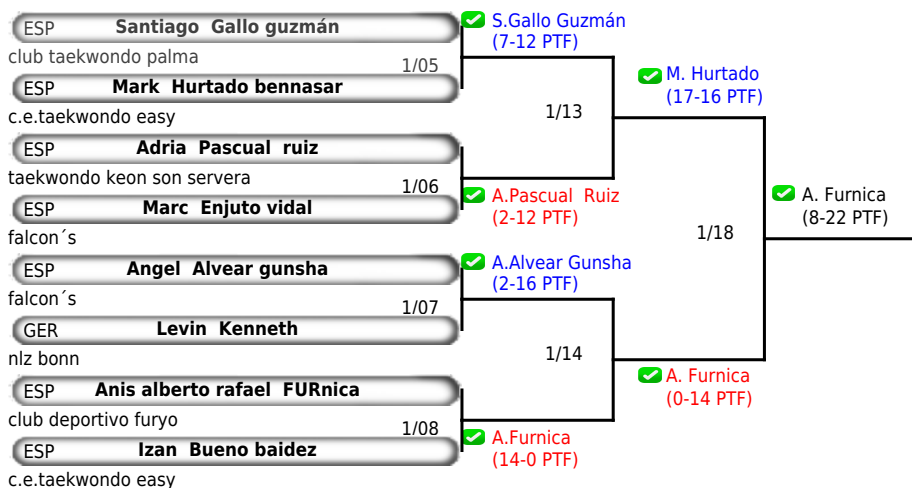 ESP Santiago Gallo guzmán
club taekwondo palma
1/05
ESP Mark Hurtado bennasar
c.e.taekwondo easy
ESP Adria Pascual ruiz
taekwondo keon son servera
1/06
ESP Marc Enjuto vidal
falcon´s
ESP Angel Alvear gunsha
falcon´s
1/07
GER Levin Kenneth
nlz bonn
ESP Anis alberto rafael FURnica
club deportivo furyo
1/08
ESP Izan Bueno baidez
c.e.taekwondo easy
S.Gallo Guzmán
(7-12 PTF)
1/13
A.Pascual Ruiz
(2-12 PTF)
A.Alvear Gunsha
(2-16 PTF)
1/14
A.Furnica
(14-0 PTF)
M. Hurtado
(17-16 PTF)
1/18
A. Furnica
(0-14 PTF)
A. Furnica
(8-22 PTF)